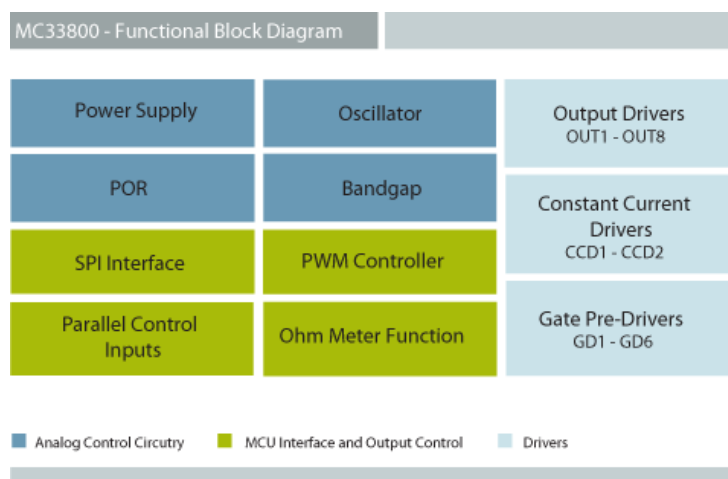 MC33800 - Functional Block Diagram
Power Supply
Oscillator
Output Drivers
OUT1 - OUT8
POR
Bandgap
Constant Current
Drivers
CCD1 - CCD2
SPI Interface
PWM Controller
Parallel Control
Inputs
Ohm Meter Function
Gate Pre-Drivers
GD1 - GD6
Analog Control Circutry
MCU Interface and Output Control
Drivers